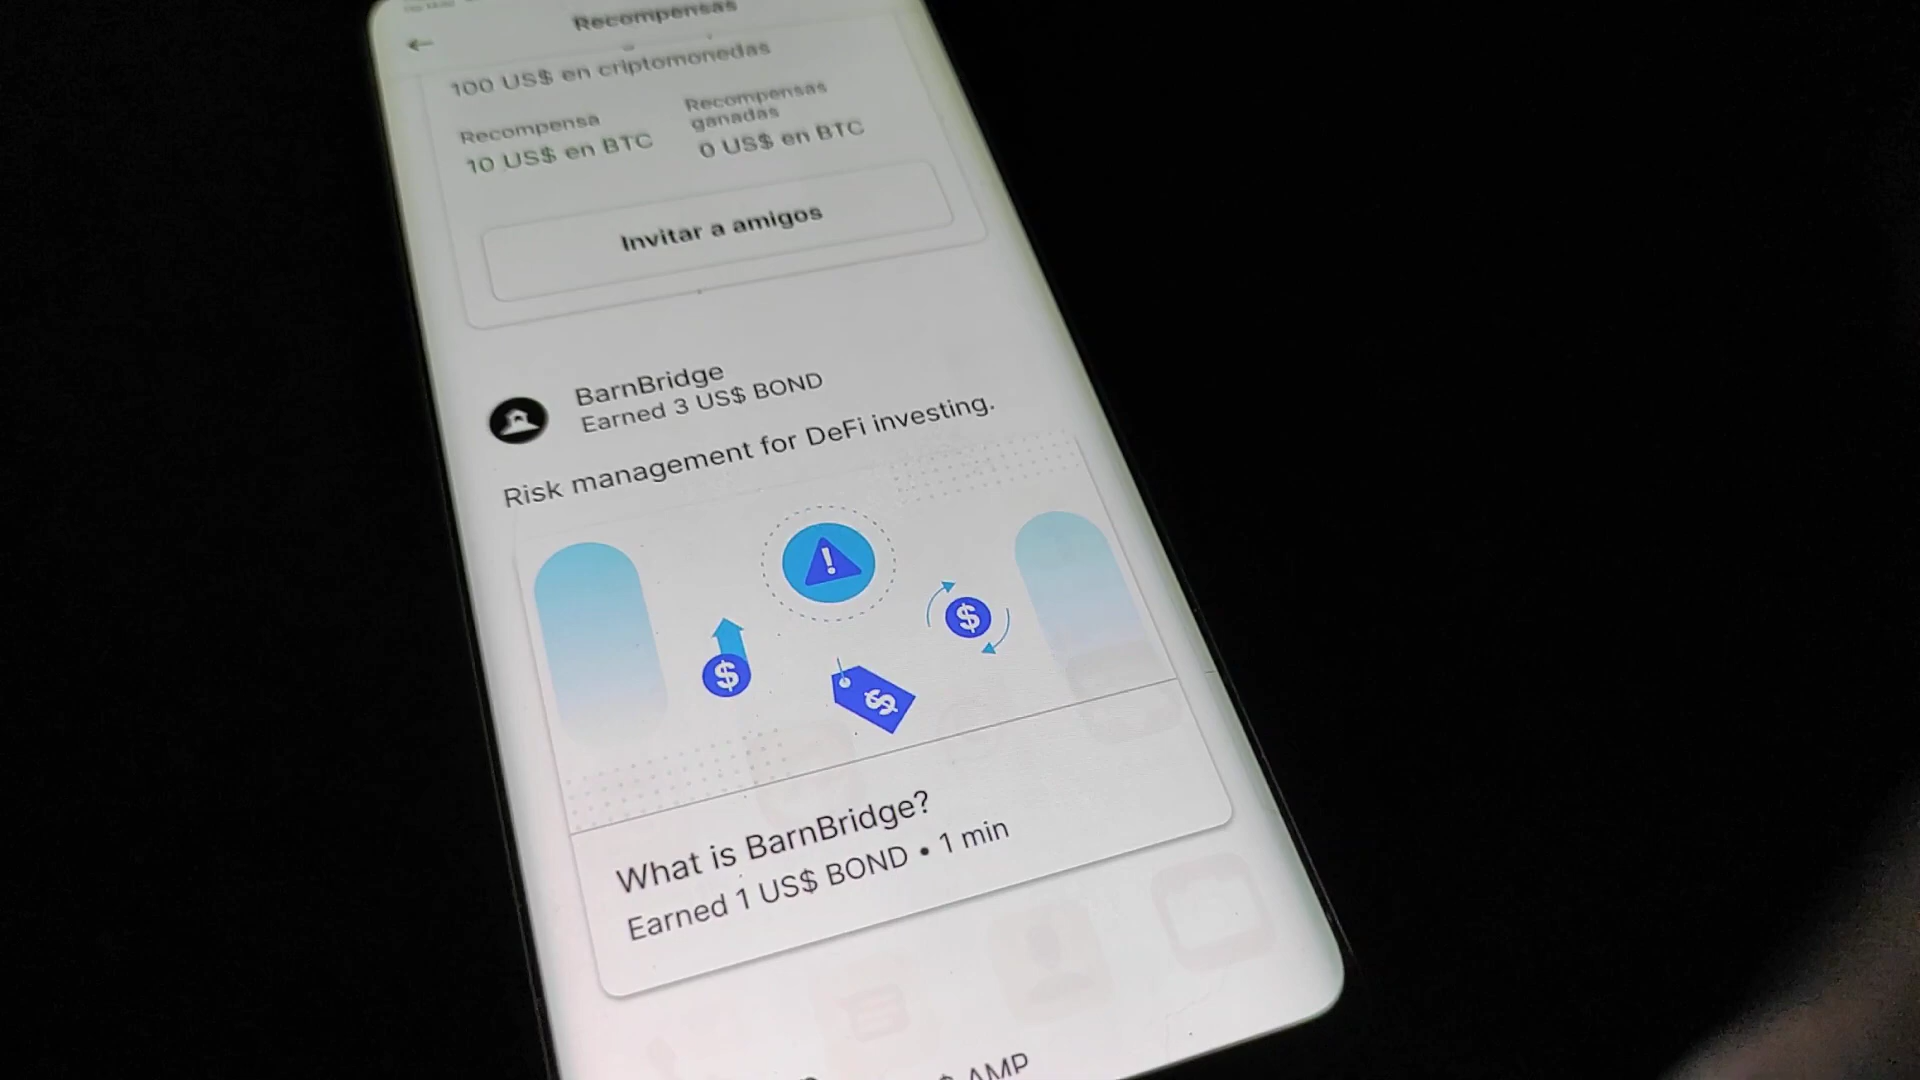 Recompensas
100 US$ en criptomonedas
Recompensa
10 US$ en BTC
Recompensas
ganadas
0 US$ en BTC
Invitar a amigos
BarnBridge
Earned 3 US$ BOND
Risk management for DeFi investing.
What is BarnBridge?
Earned 1 US$ BOND • 1 min
$ AMP